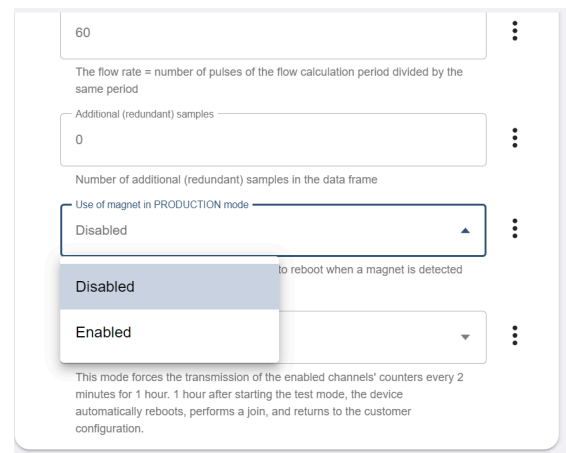 60
The flow rate = number of pulses of the flow calculation period divided by the
same period
Additional (redundant) samples
0
Number of additional (redundant) samples in the data frame
Use of magnet in PRODUCTION mode
Disabled
to reboot when a magnet is detected
Disabled
Enabled
This mode forces the transmission of the enabled channels' counters every 2
minutes for 1 hour. 1 hour after starting the test mode, the device
automatically reboots, performs a join, and returns to the customer
configuration.